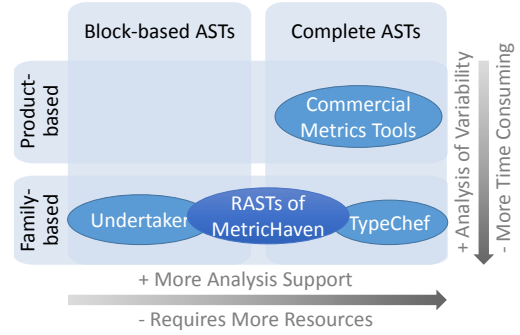 Block-based ASTs
Complete ASTs
Product-
based
Commercial
Metrics Tools
Family-
based
Undertaker
RASTs of
MetricHaven
TypeChef
+ Analysis of Variability
- More Time Consuming
+ More Analysis Support
- Requires More Resources